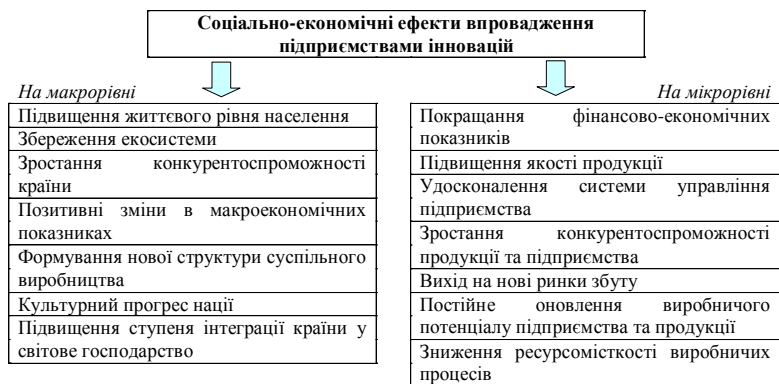 Соціально-економічні ефекти впровадження
підприємствами інновацій
На макрорівні
Підвищення життєвого рівня населення
Збереження екосистеми
Зростання конкурентоспроможності
країни
Позитивні зміни в макроекономічних
показниках
Формування нової структури суспільного
виробництва
Культурний прогрес нації
Підвищення ступеня інтеграції країни у
світове господарство
На мікрорівні
Покращання фінансово-економічних
показників
Підвищення якості продукції
Удосконалення системи управління
підприємства
Зростання конкурентоспроможності
продукції та підприємства
Вихід на нові ринки збуту
Постійне оновлення виробничого
потенціалу підприємства та продукції
Зниження ресурсомісткості виробничих
процесів